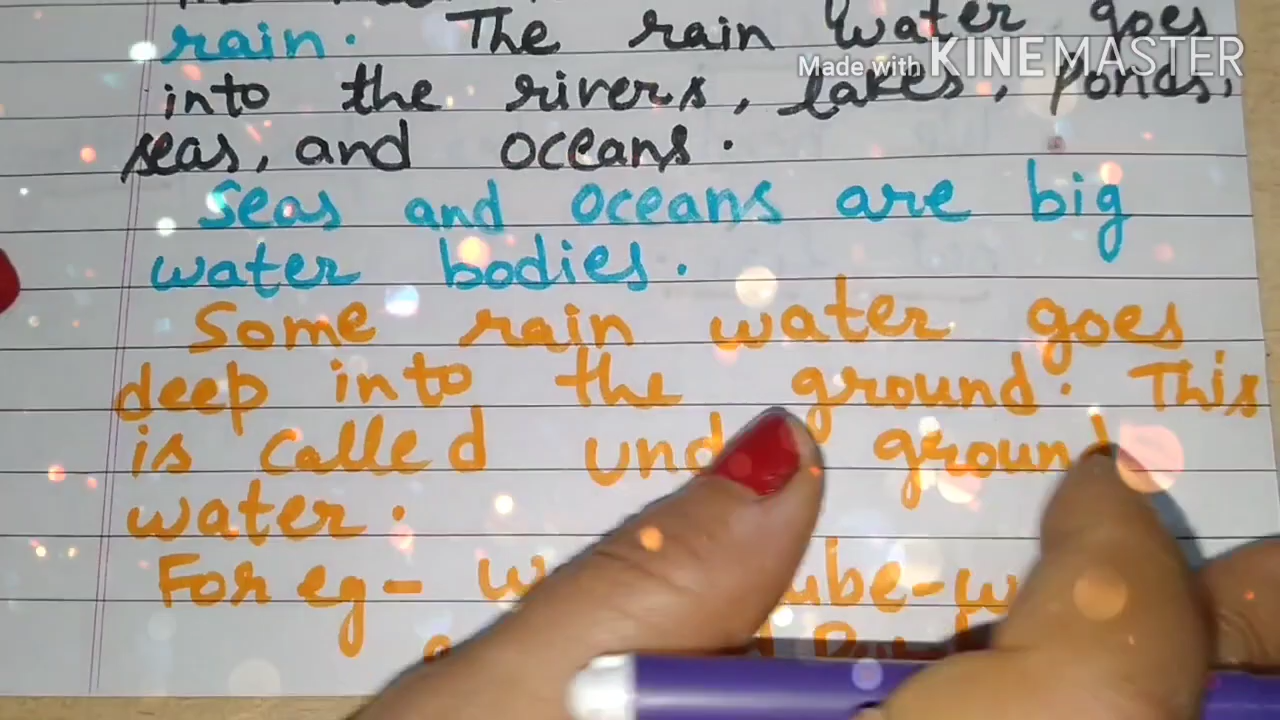 rain. The rain water goes
Made with KINEMASTER
into the rivers, lakes, ponds,
seas, and oceans.
Seas and oceans are big
water bodies.
Some rain water goes
deep into the ground. This
is called ground
water.
For eg-